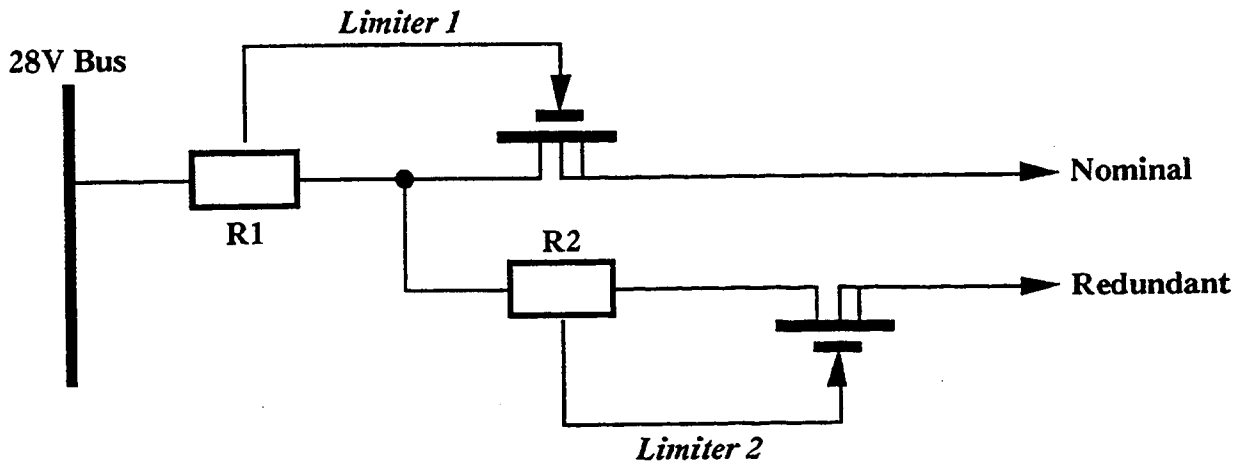 Limiter 1
28V Bus
Nominal
R1
R2
Redundant
Limiter 2